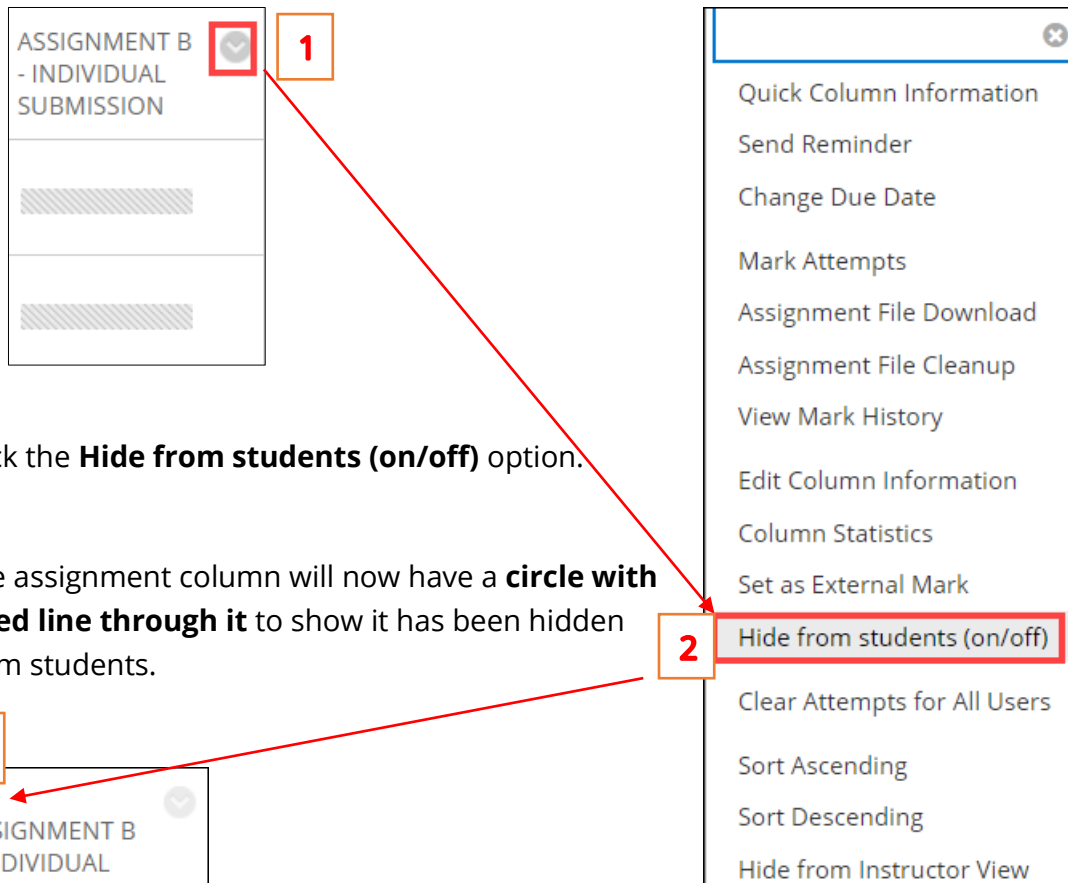 ASSIGNMENT B
- INDIVIDUAL
SUBMISSION
1
k the Hide from students (on/off) option.
assignment column will now have a circle with
line through it to show it has been hidden
students.
2
Quick Column Information
Send Reminder
Change Due Date
Mark Attempts
Assignment File Download
Assignment File Cleanup
View Mark History
Edit Column Information
Column Statistics
Set as External Mark
Hide from students (on/off)
Clear Attempts for All Users
Sort Ascending
Sort Descending
Hide from Instructor View
SIGNMENT B
DIVIDUAL